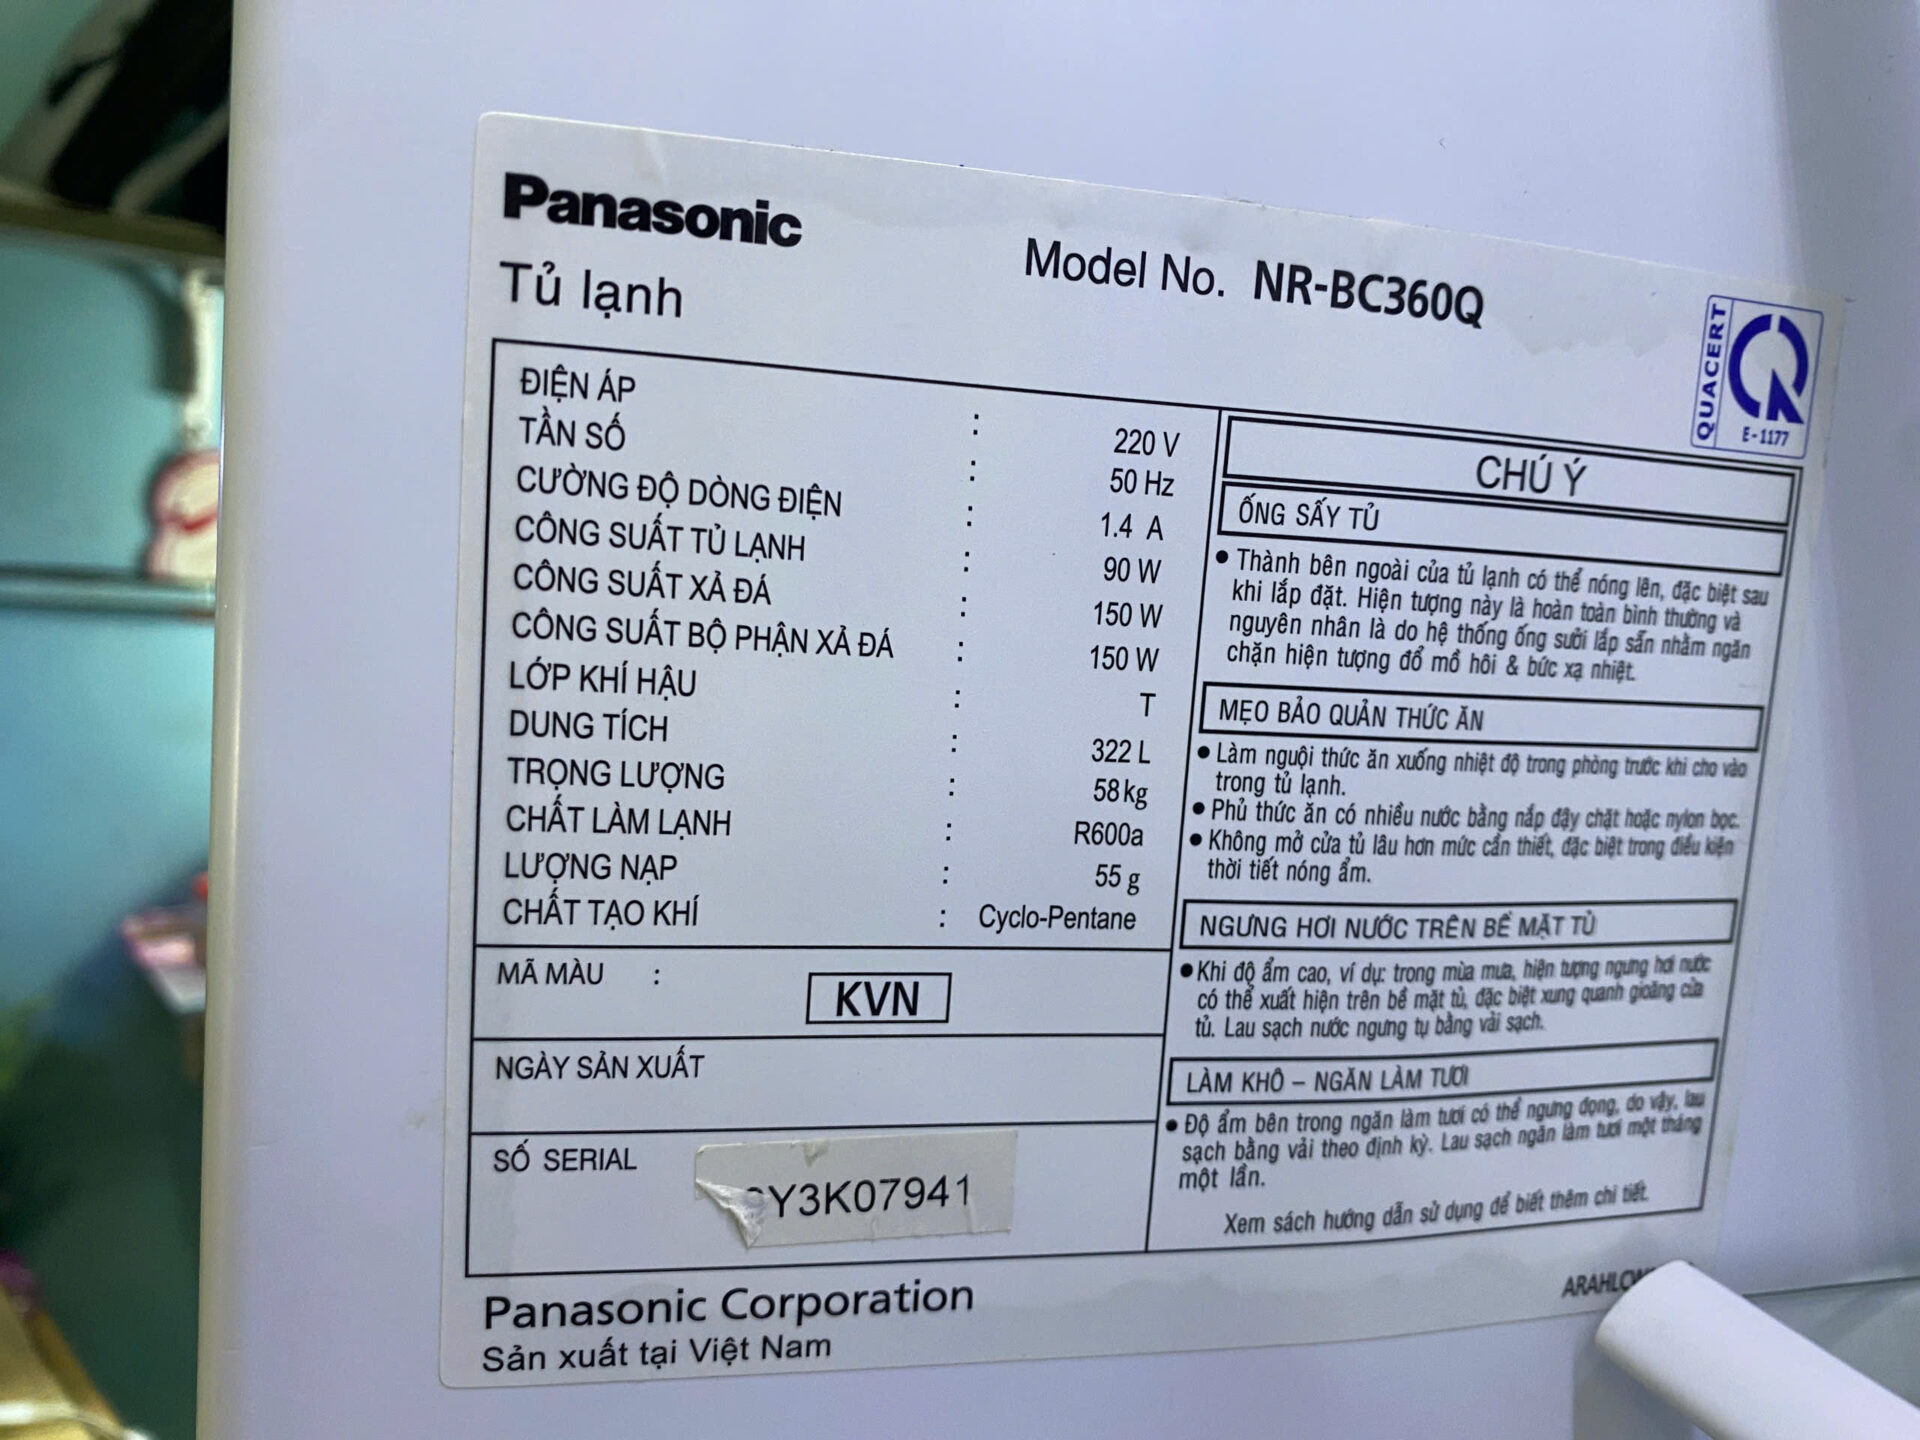 Panasonic
Tủ lạnh
Model No. NR-BC360Q
QUACERT
E-1177
ĐIỆN ÁP : 220 V
TẦN SỐ : 50 Hz
CƯỜNG ĐỘ DÒNG ĐIỆN : 1.4 A
CÔNG SUẤT TỦ LẠNH : 90 W
CÔNG SUẤT XẢ ĐÁ : 150 W
CÔNG SUẤT BỘ PHẬN XẢ ĐÁ : 150 W
LỚP KHÍ HẬU : T
DUNG TÍCH : 322 L
TRỌNG LƯỢNG : 58 kg
CHẤT LÀM LẠNH : R600a
LƯỢNG NẠP : 55 g
CHẤT TẠO KHÍ : Cyclo-Pentane
MÃ MÀU : KVN
NGÀY SẢN XUẤT
SỐ SERIAL
Y3K07941
CHÚ Ý
ỐNG SẤY TỦ
• Thành bên ngoài của tủ lạnh có thể nóng lên, đặc biệt sau
khi lắp đặt. Hiện tượng này là hoàn toàn bình thường và
nguyên nhân là do hệ thống ống sưởi lắp sẵn nhằm ngăn
chặn hiện tượng đổ mồ hôi & bức xạ nhiệt.
MẸO BẢO QUẢN THỨC ĂN
• Làm nguội thức ăn xuống nhiệt độ trong phòng trước khi cho vào
trong tủ lạnh.
• Phủ thức ăn có nhiều nước bằng nắp đậy chặt hoặc nylon bọc.
• Không mở cửa tủ lâu hơn mức cần thiết, đặc biệt trong điều kiện
thời tiết nóng ẩm.
NGƯNG HƠI NƯỚC TRÊN BỀ MẶT TỦ
• Khi độ ẩm cao, ví dụ: trong mùa mưa, hiện tượng ngưng hơi nước
có thể xuất hiện trên bề mặt tủ, đặc biệt xung quanh gioăng cửa
tủ. Lau sạch nước ngưng tụ bằng vải sạch.
LÀM KHÔ – NGĂN LÀM TƯƠI
• Độ ẩm bên trong ngăn làm tươi có thể ngưng đọng, do vậy, lau
sạch bằng vải theo định kỳ. Lau sạch ngăn làm tươi một tháng
một lần.
Xem sách hướng dẫn sử dụng để biết thêm chi tiết.
Panasonic Corporation
Sản xuất tại Việt Nam